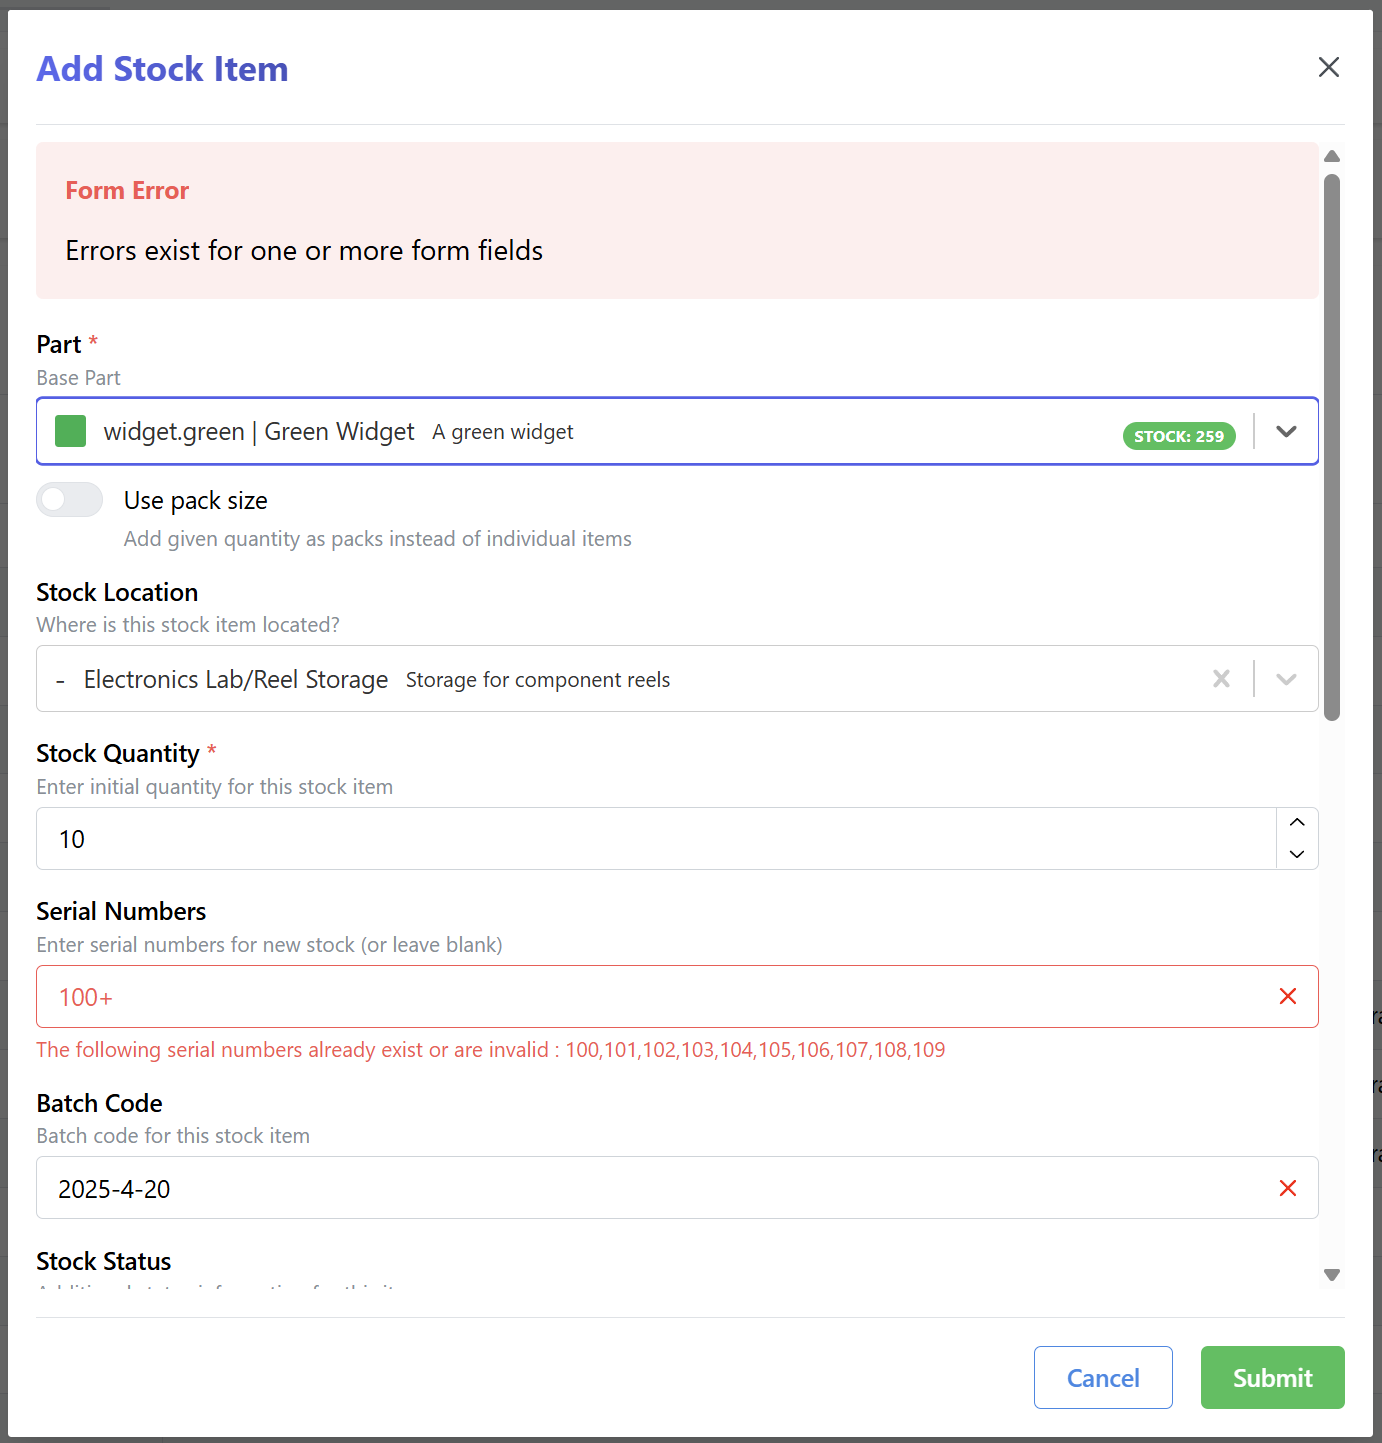 Add Stock Item
Form Error
Errors exist for one or more form fields
Part *
Base Part
widget.green | Green Widget A green widget STOCK: 259
Use pack size
Add given quantity as packs instead of individual items
Stock Location
Where is this stock item located?
- Electronics Lab/Reel Storage Storage for component reels
Stock Quantity *
Enter initial quantity for this stock item
10
Serial Numbers
Enter serial numbers for new stock (or leave blank)
100+
The following serial numbers already exist or are invalid : 100,101,102,103,104,105,106,107,108,109
Batch Code
Batch code for this stock item
2025-4-20
Stock Status
Cancel Submit